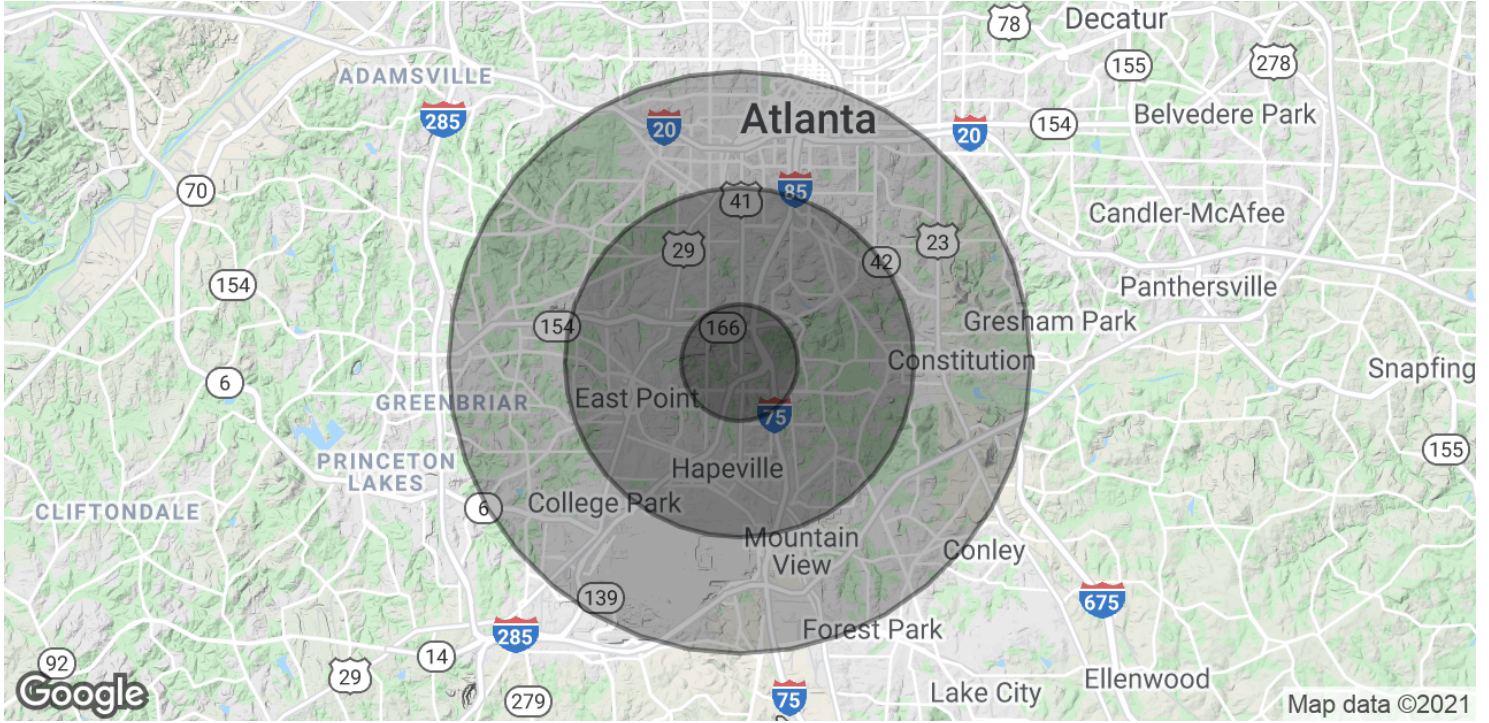 Decatur
78
155
278
ADAMSVILLE
285
20
Atlanta
20
154
Belvedere Park
70
41
85
Candler-McAfee
29
23
42
154
Panthersville
154
166
Gresham Park
Constitution
Snapfing
6
GREENBRIAR
East Point
75
155
PRINCETON
LAKES
Hapeville
CLIFTONDALE
6
College Park
Mountain
View
Conley
139
675
285
Forest Park
92
14
29
279
75
Lake City
Ellenwood
Google
Map data ©2021